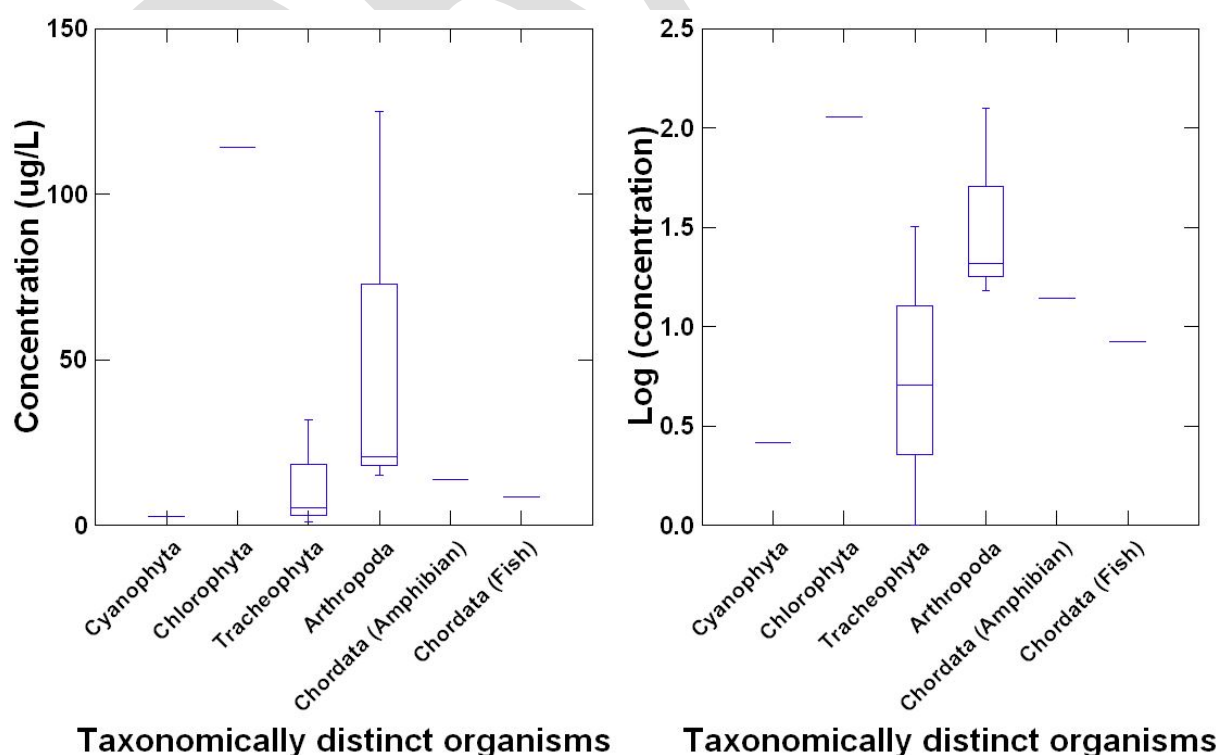 150
100
50
0
Concentration (ug/L)
Cyanophyta
Chlorophyta
Tracheophyta
Arthropoda
Chordata (Amphibian)
Chordata (Fish)
Taxonomically distinct organisms
2.5
2.0
1.5
1.0
0.5
0.0
Log (concentration)
Cyanophyta
Chlorophyta
Tracheophyta
Arthropoda
Chordata (Amphibian)
Chordata (Fish)
Taxonomically distinct organisms